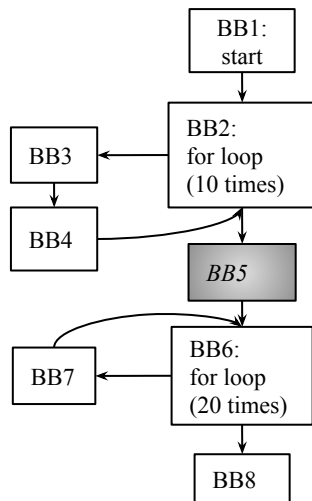 BB1:
start
BB2:
for loop
(10 times)
BB3
BB4
BB5
BB6:
for loop
(20 times)
BB7
BB8